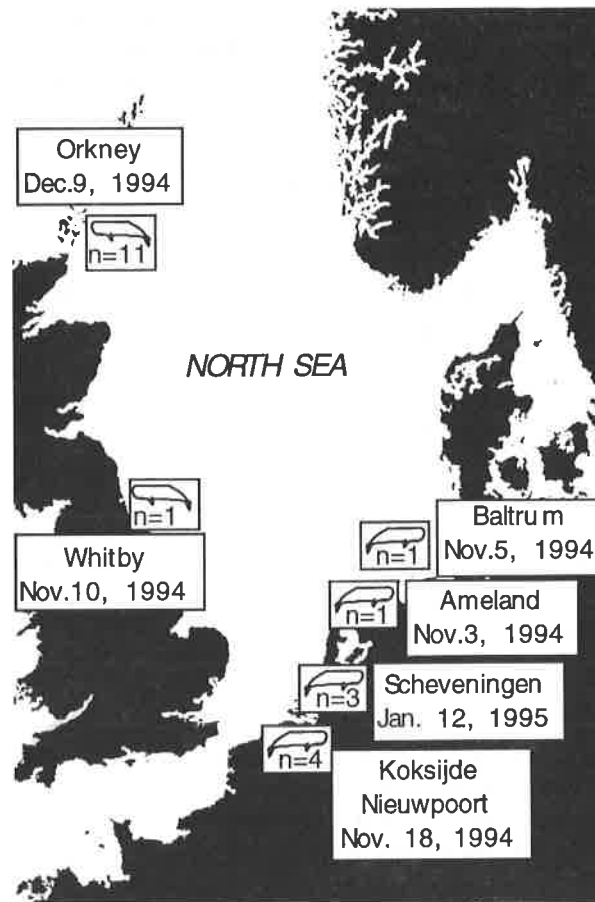 Orkney
Dec.9, 1994
n=11
NORTH SEA
n=1
Whitby
Nov.10, 1994
n=1
Baltrum
Nov.5, 1994
n=1
Ameland
Nov.3, 1994
n=3
Scheveningen
Jan. 12, 1995
n=4
Koksijde
Nieuwpoort
Nov. 18, 1994